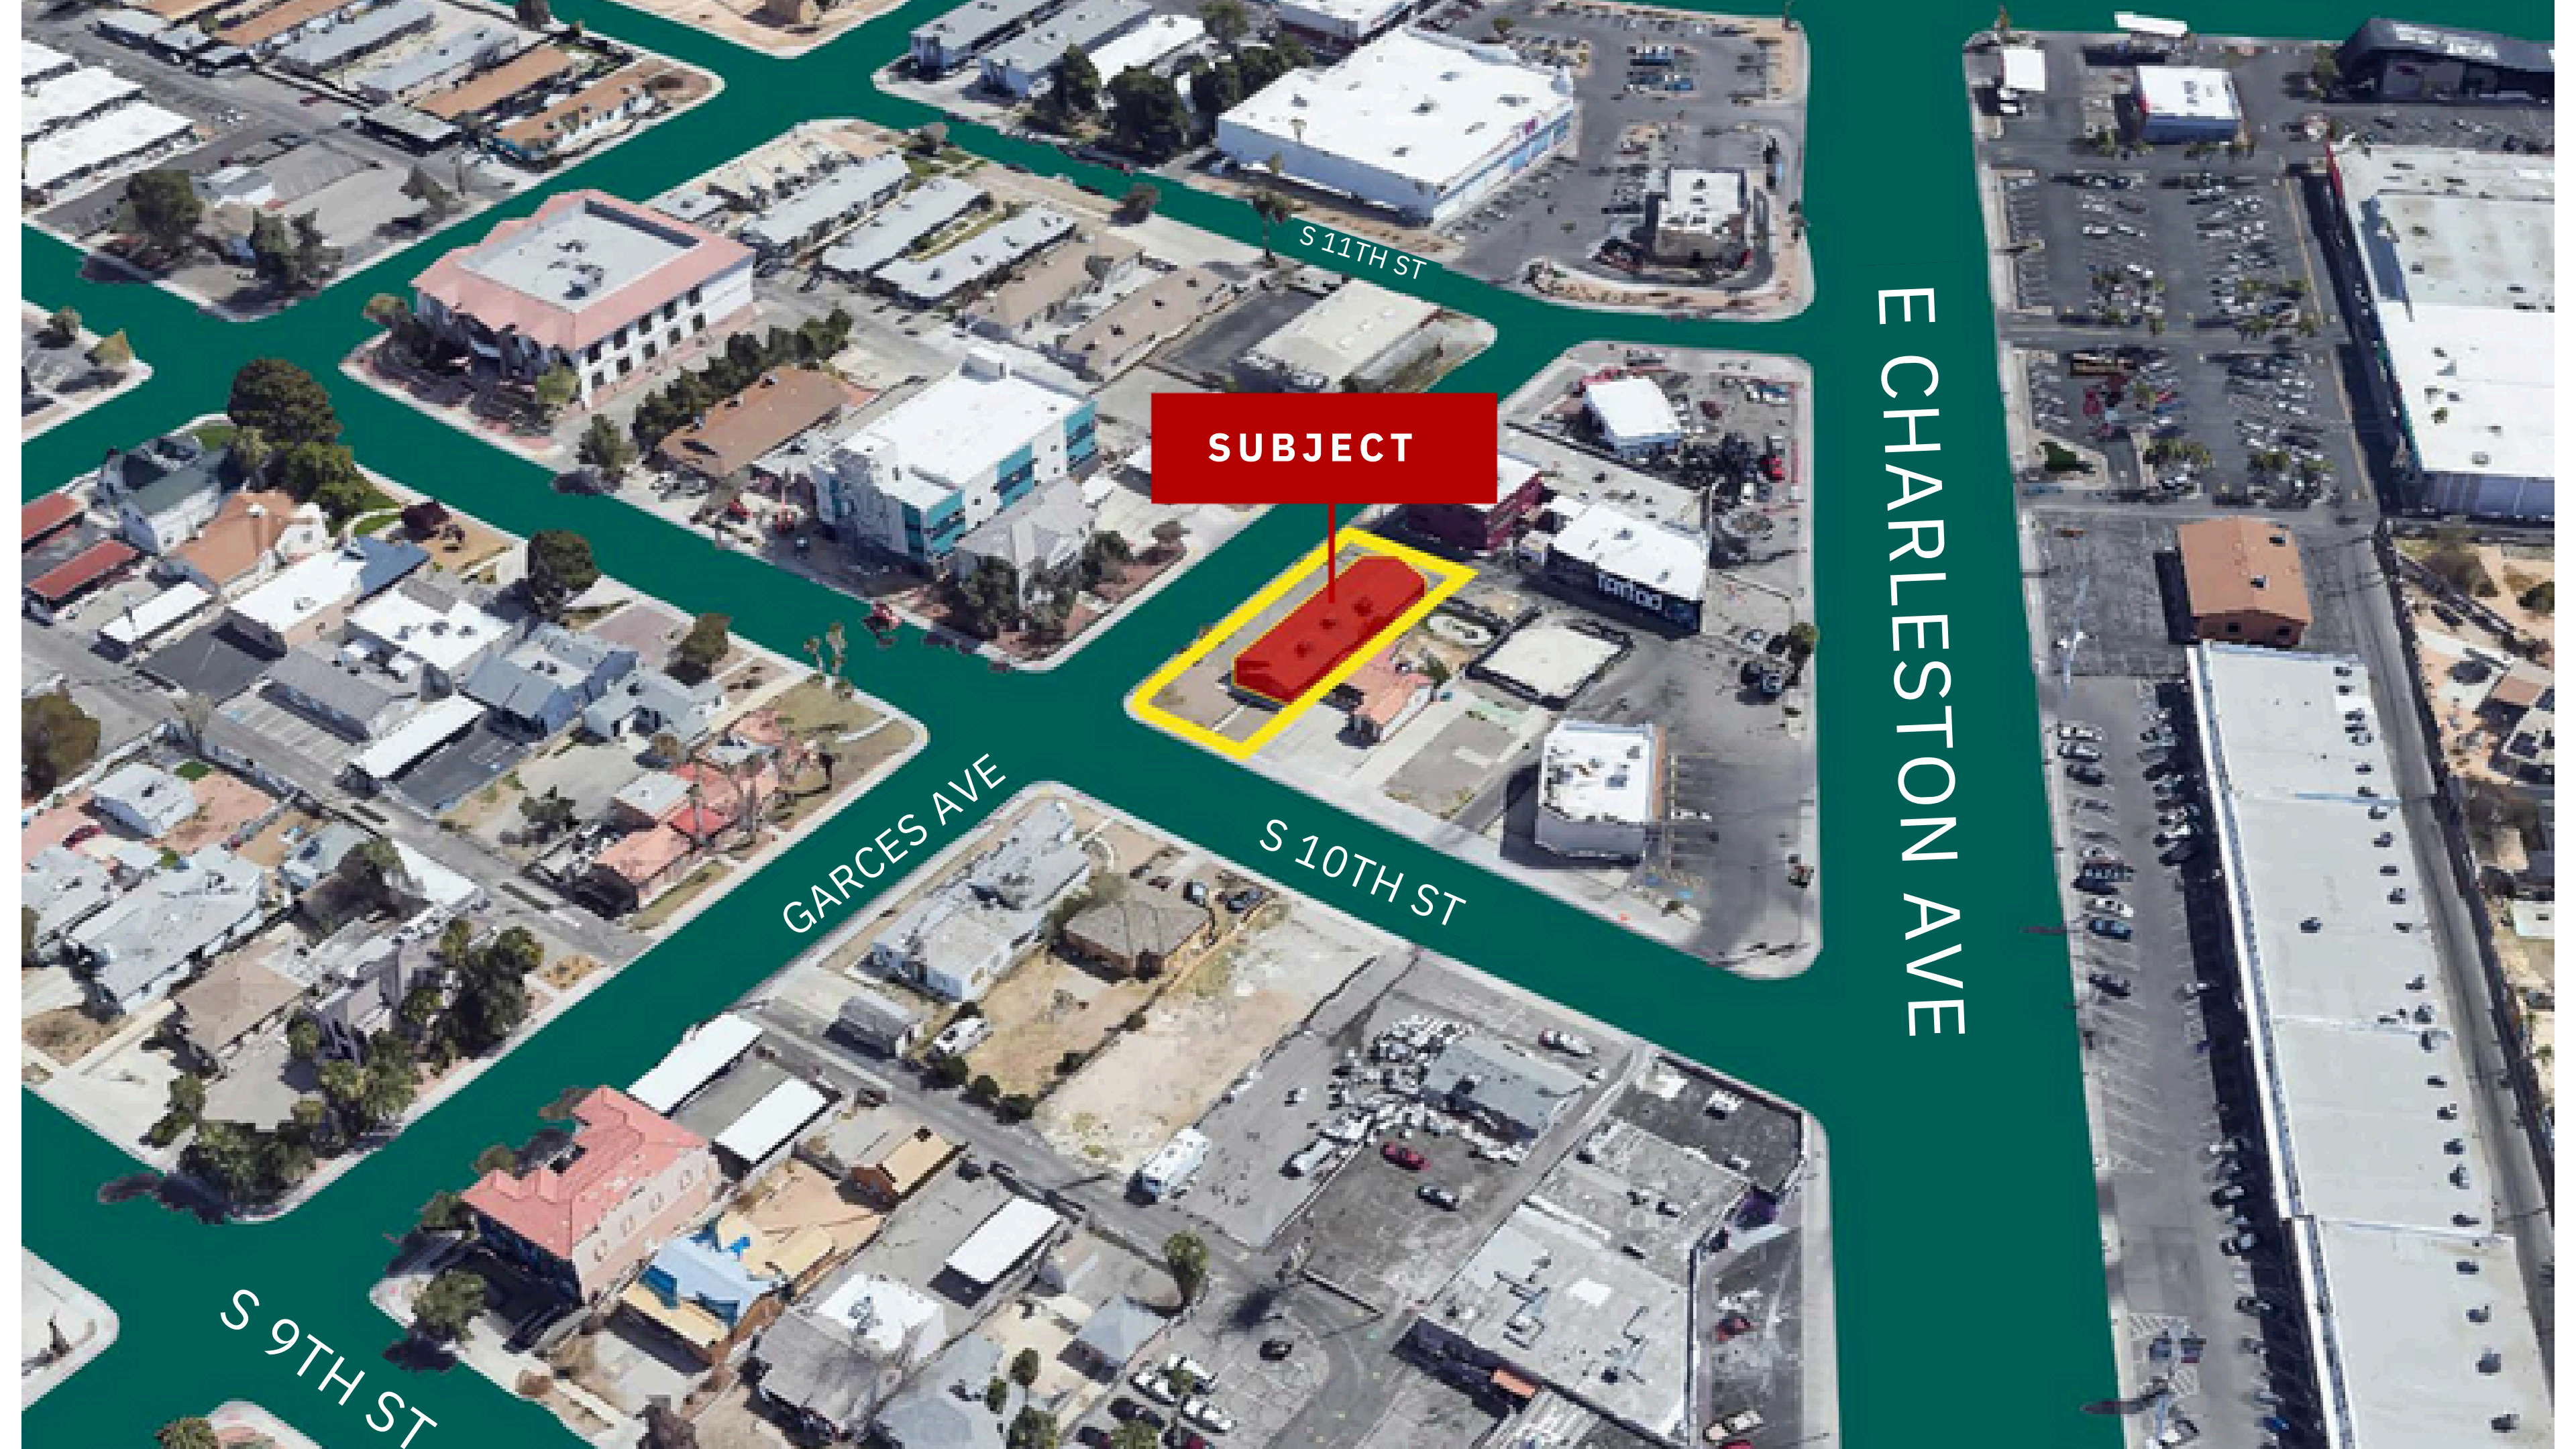 S 11TH ST
E CHARLESTON AVE
SUBJECT
GARCES AVE
S 10TH ST
S 9TH ST